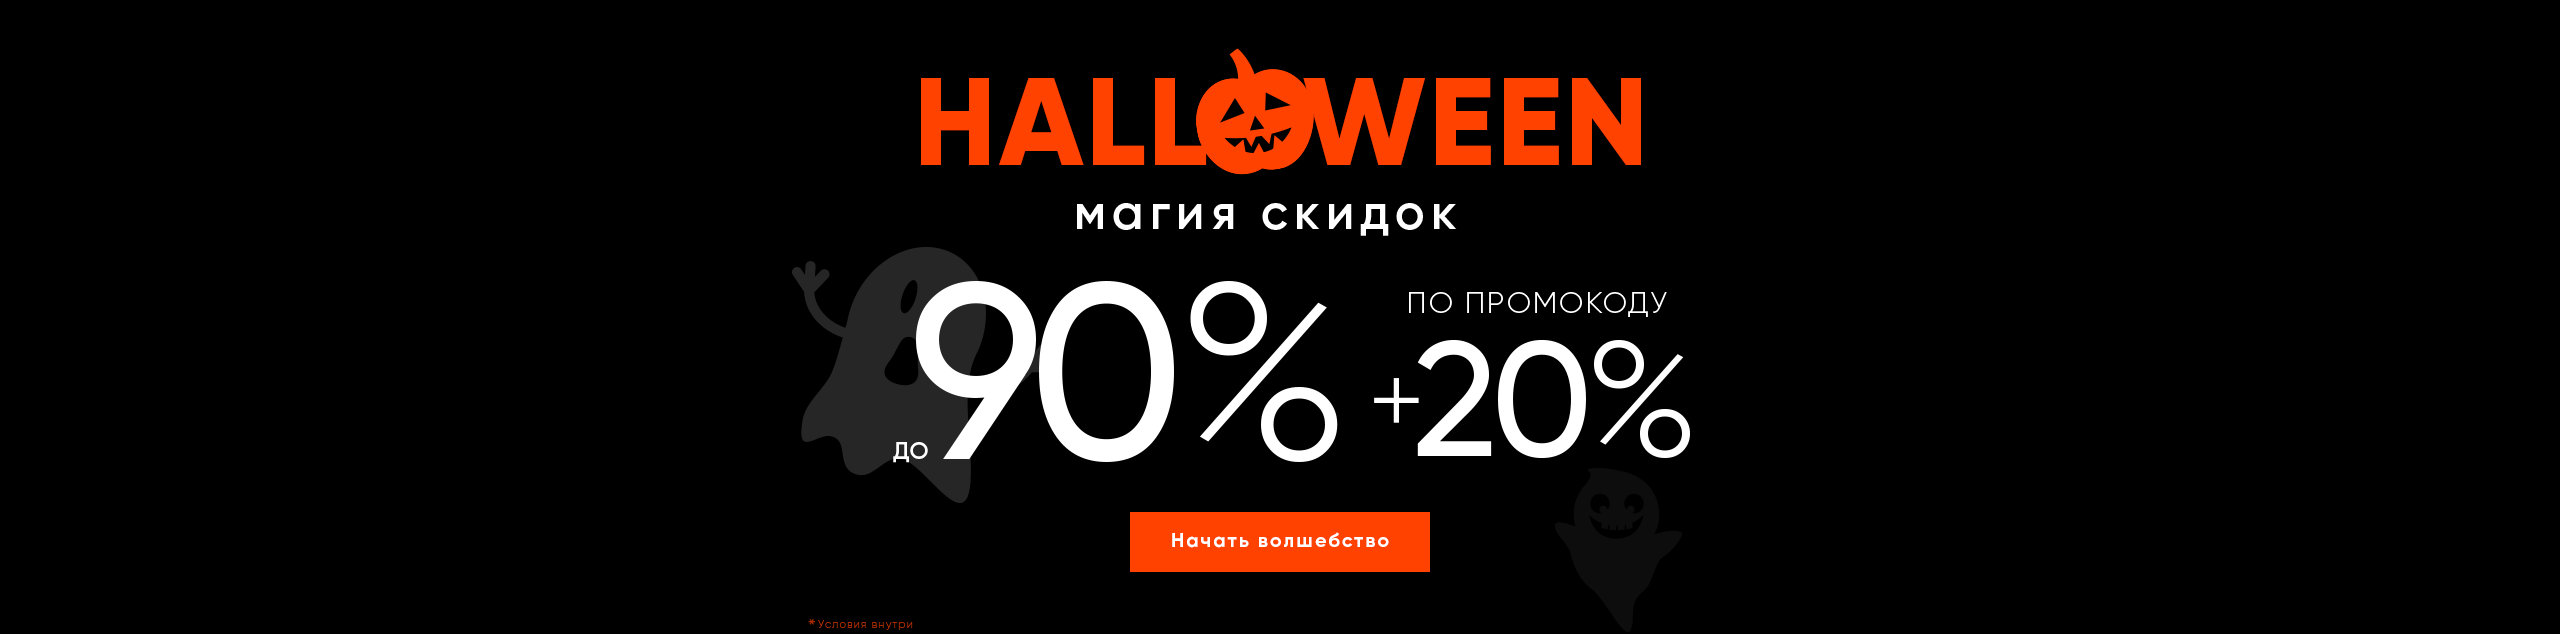 HALLOWEEN
магия скидок
до 90%
ПО ПРОМОКОДУ
+20%
Начать волшебство
* Условия внутри